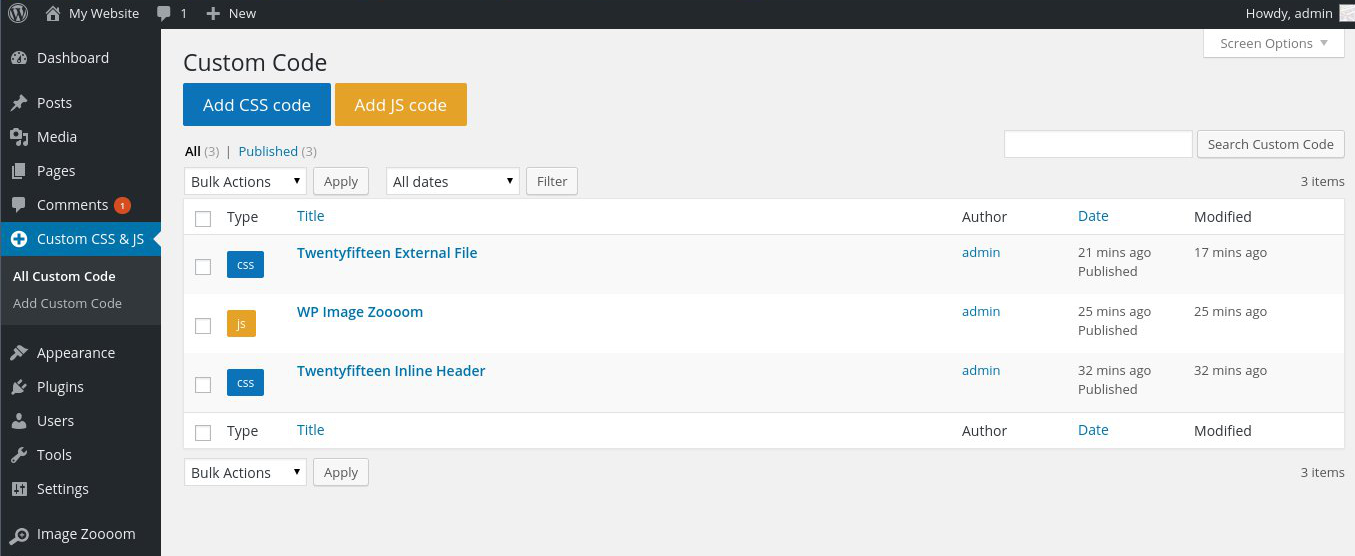 My Website 1 New Howdy, admin
Screen Options
Dashboard
Posts
Media
Pages
Comments 1
Custom CSS & JS
All Custom Code
Add Custom Code
Appearance
Plugins
Users
Tools
Settings
Image Zoooom
Custom Code
Add CSS code Add JS code
All (3) | Published (3)
Search Custom Code
Bulk Actions Apply All dates Filter 3 items
Type Title Author Date Modified
css Twentyfifteen External File admin 21 mins ago 17 mins ago
Published
js WP Image Zoooom admin 25 mins ago 25 mins ago
Published
css Twentyfifteen Inline Header admin 32 mins ago 32 mins ago
Published
Type Title Author Date Modified
Bulk Actions Apply 3 items